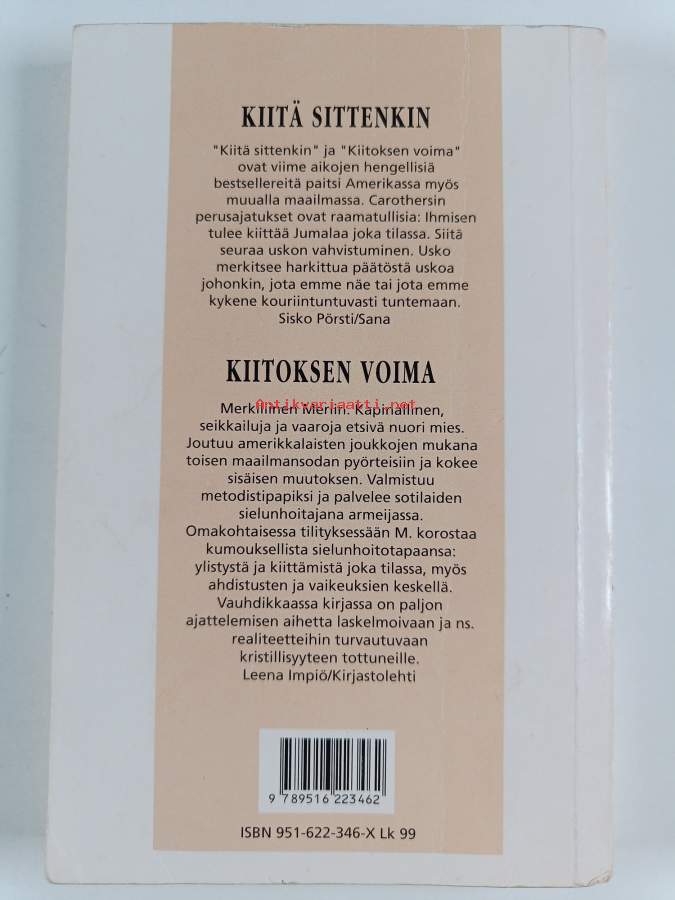 KIITÄ SITTENKIN
"Kiitä sittenkin" ja "Kiitoksen voima"
ovat viime aikojen hengellisiä
bestsellereitä paitsi Amerikassa myös
muualla maailmassa. Carothersin
perusajatukset ovat raamatullisia: Ihmisen
tulee kiittää Jumalaa joka tilassa. Siitä
seuraa uskon vahvistuminen. Usko
merkitsee harkittua päätöstä uskoa
johonkin, jota emme näe tai jota emme
kykene kouriintuntuvasti tuntemaan.
Sisko Pörsti/Sana
KIITOKSEN VOIMA
Antikvariaatti.net
Merkillinen Merlin. Kapinallinen,
seikkailuja ja vaaroja etsivä nuori mies.
Joutuu amerikkalaisten joukkojen mukana
toisen maailmansodan pyörteisiin ja kokee
sisäisen muutoksen. Valmistuu
metodistipapiksi ja palvelee sotilaiden
sielunhoitajana armeijassa.
Omakohtaisessa tilityksessään M. korostaa
kumouksellista sielunhoitotapaansa:
ylistystä ja kiittämistä joka tilassa, myös
ahdistusten ja vaikeuksien keskellä.
Vauhdikkaassa kirjassa on paljon
ajattelemisen aihetta laskelmoivaan ja ns.
realiteetteihin turvautuvaan
kristillisyyteen tottuneille.
Leena Impiö/Kirjastolehti
9 789516 223462
ISBN 951-622-346-X Lk 99